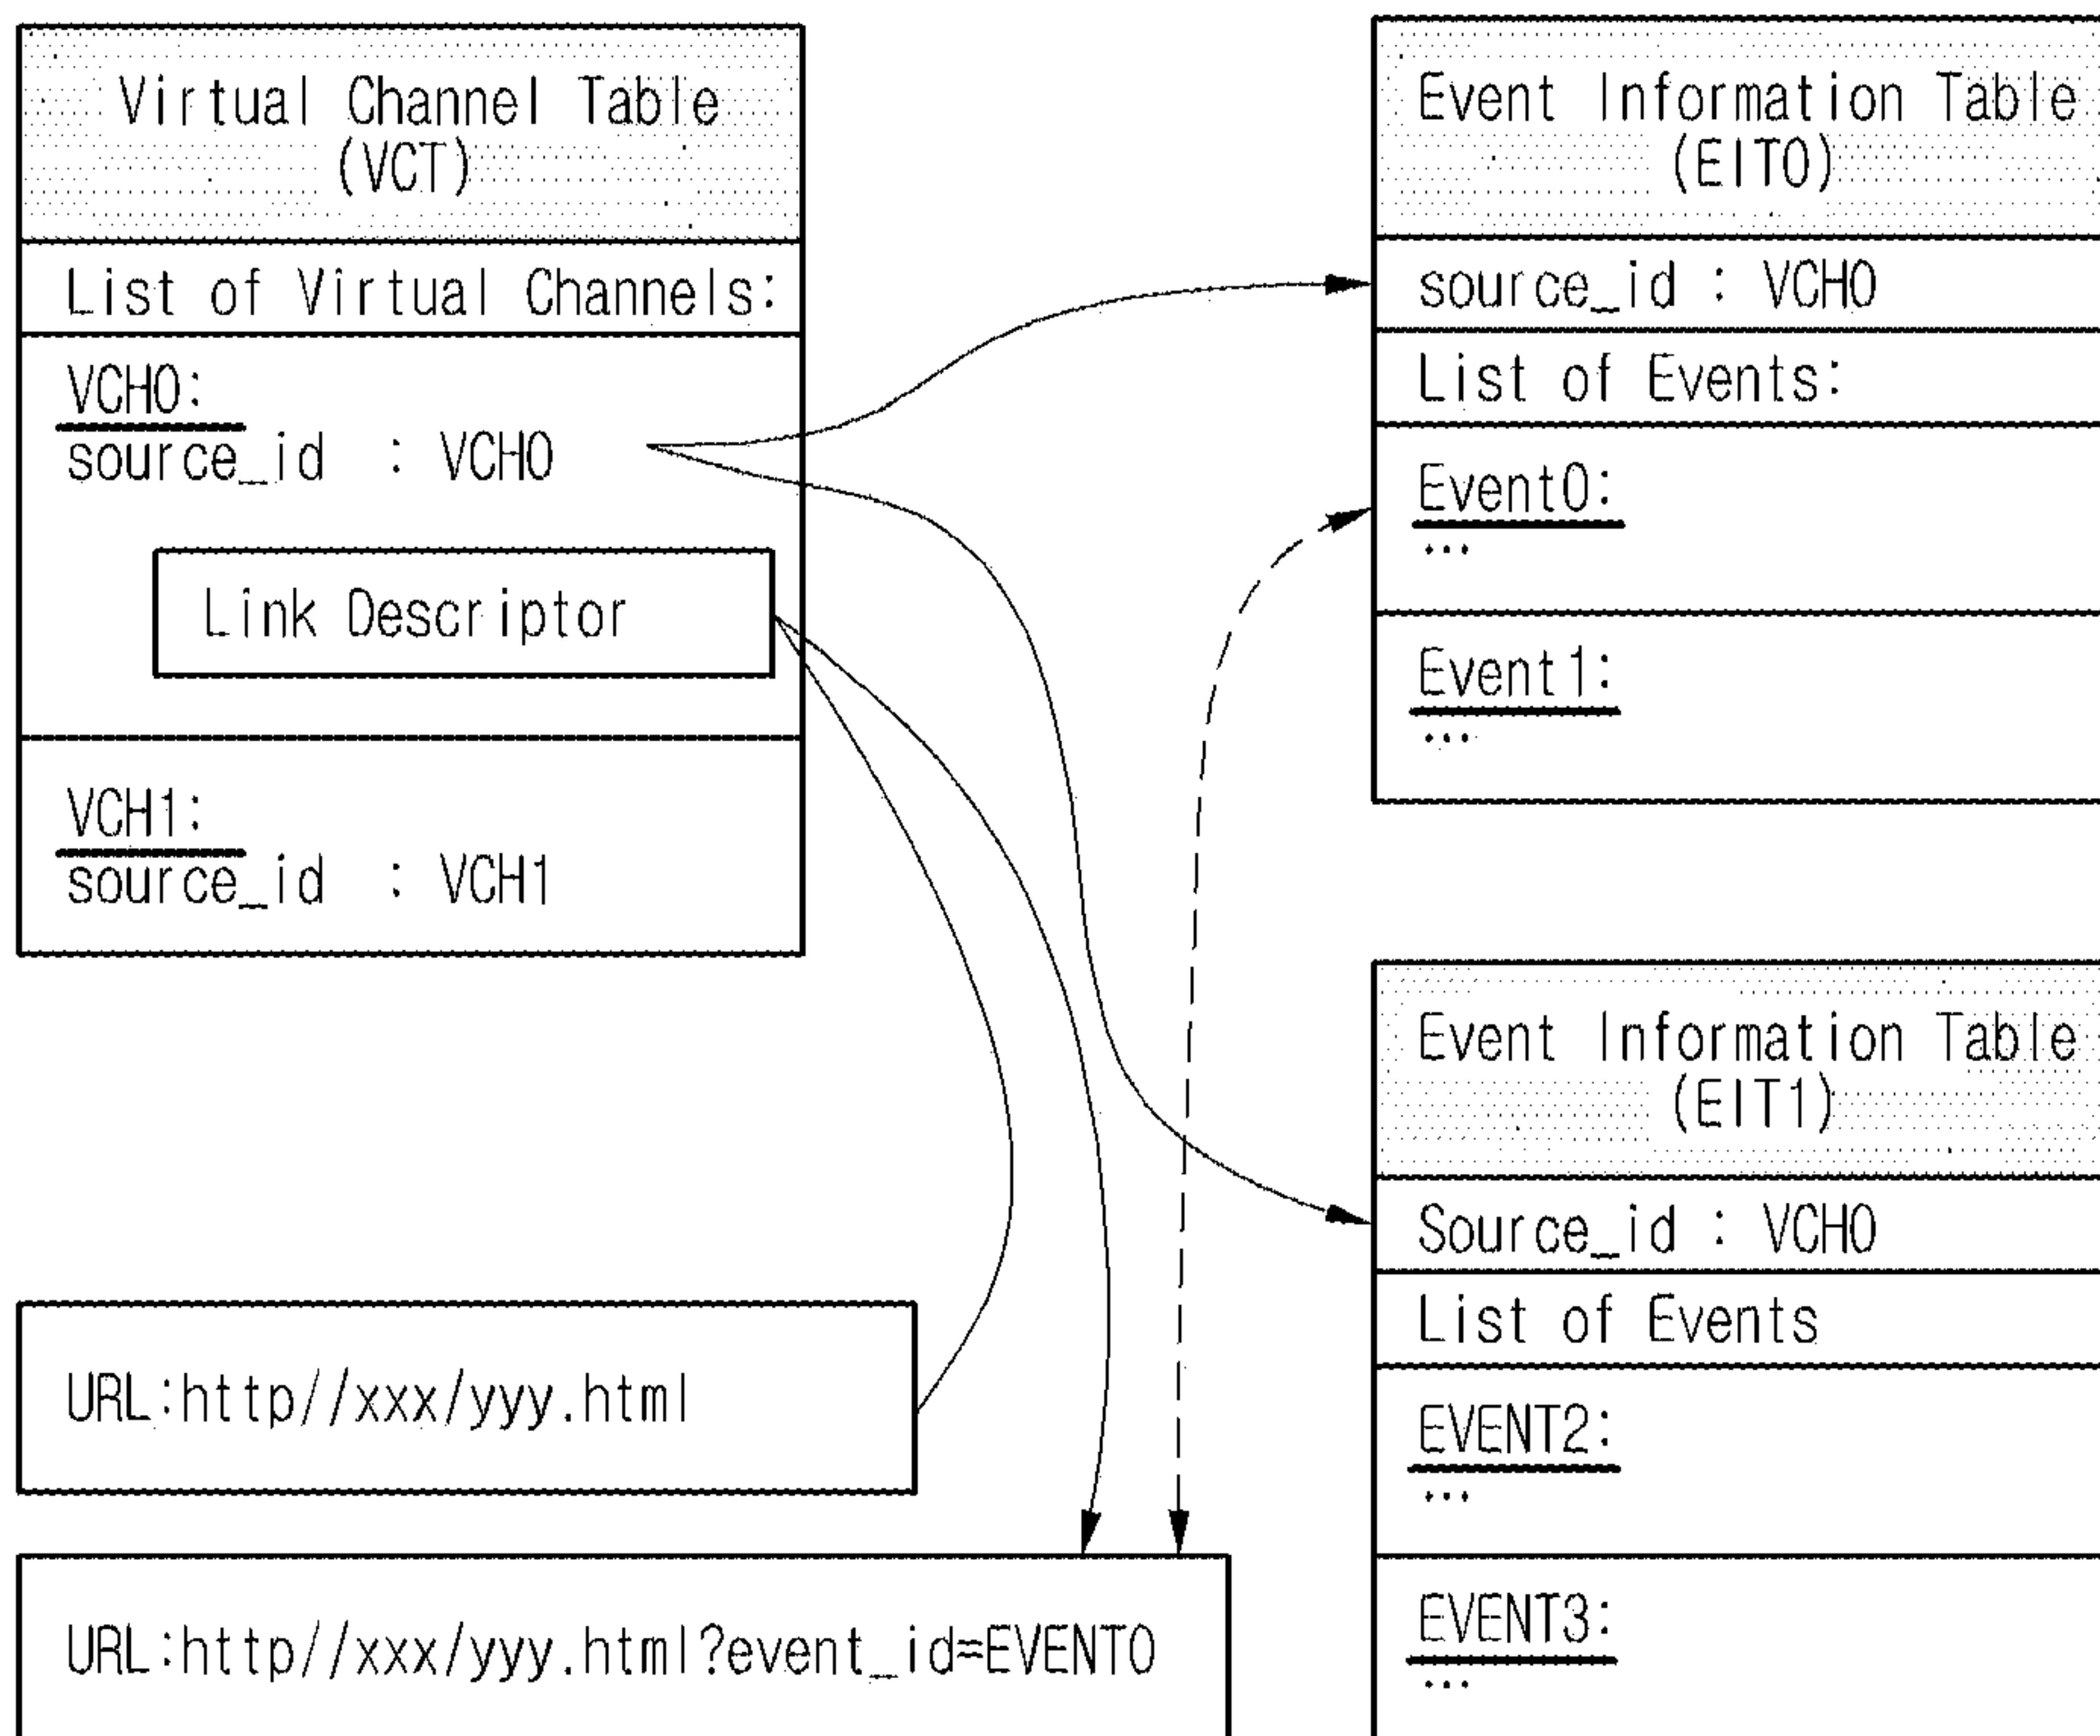 Virtual Channel Table
(VCT)
List of Virtual Channels:
VCH0:
source_id : VCH0
Link Descriptor
VCH1:
source_id : VCH1
URL:http//xxx/yyy.html
URL:http//xxx/yyy.html?event_id=EVENT0
Event Information Table
(EIT0)
source_id : VCH0
List of Events:
Event0:
...
Event1:
...
Event Information Table
(EIT1)
Source_id : VCH0
List of Events
EVENT2:
...
EVENT3:
...